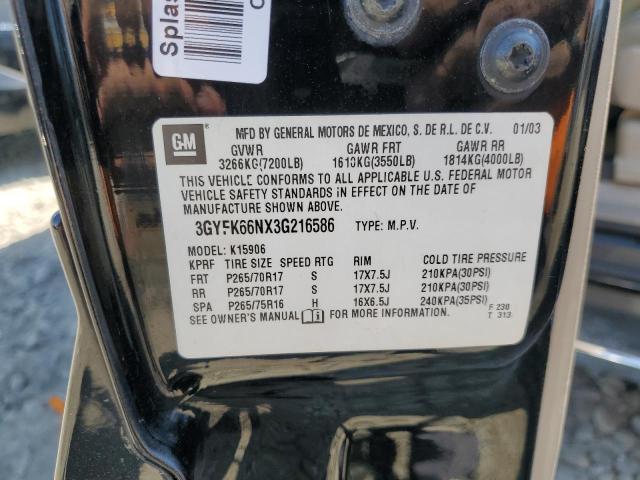 Splas
GM
MFD BY GENERAL MOTORS DE MEXICO, S. DE R.L. DE C.V. 01/03
GVWR GAWR FRT GAWR RR
3266KG(7200LB) 1613KG(3550LB) 1814KG(4000LB)
THIS VEHICLE CONFORMS TO ALL APPLICABLE U.S. FEDERAL MOTOR
VEHICLE SAFETY STANDARDS IN EFFECT ON THE DATE OF
MANUFACTURE SHOWN ABOVE.
3GYFK66NX3G216586 TYPE: M.P.V.
MODEL: K15906
KPRF TIRE SIZE SPEED RTG RIM COLD TIRE PRESSURE
FRT P265/70R17 S 17X7.5J 210KPA(30PSI)
RR P265/70R17 S 17X7.5J 210KPA(30PSI)
SPA P265/75R16 H 16X6.5J 240KPA(35PSI)
SEE OWNER'S MANUAL FOR MORE INFORMATION.
F 238
T 313